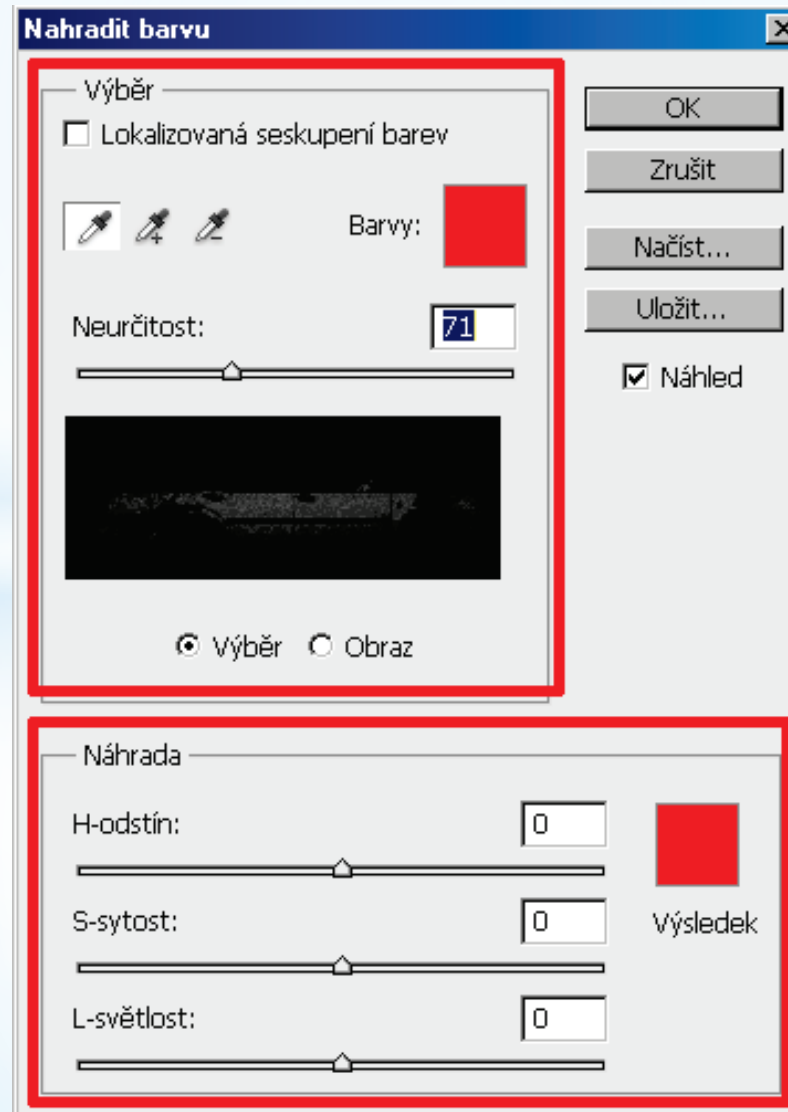 Nahradit barvu
Výběr
Lokalizovaná seskupení barev
Barvy:
Neurčitost:
71
Výběr
Obraz
OK
Zrušit
Načíst...
Uložit...
Náhled
Náhrada
H-odstín:
0
S-sytost:
0
Výsledek
L-světlost:
0